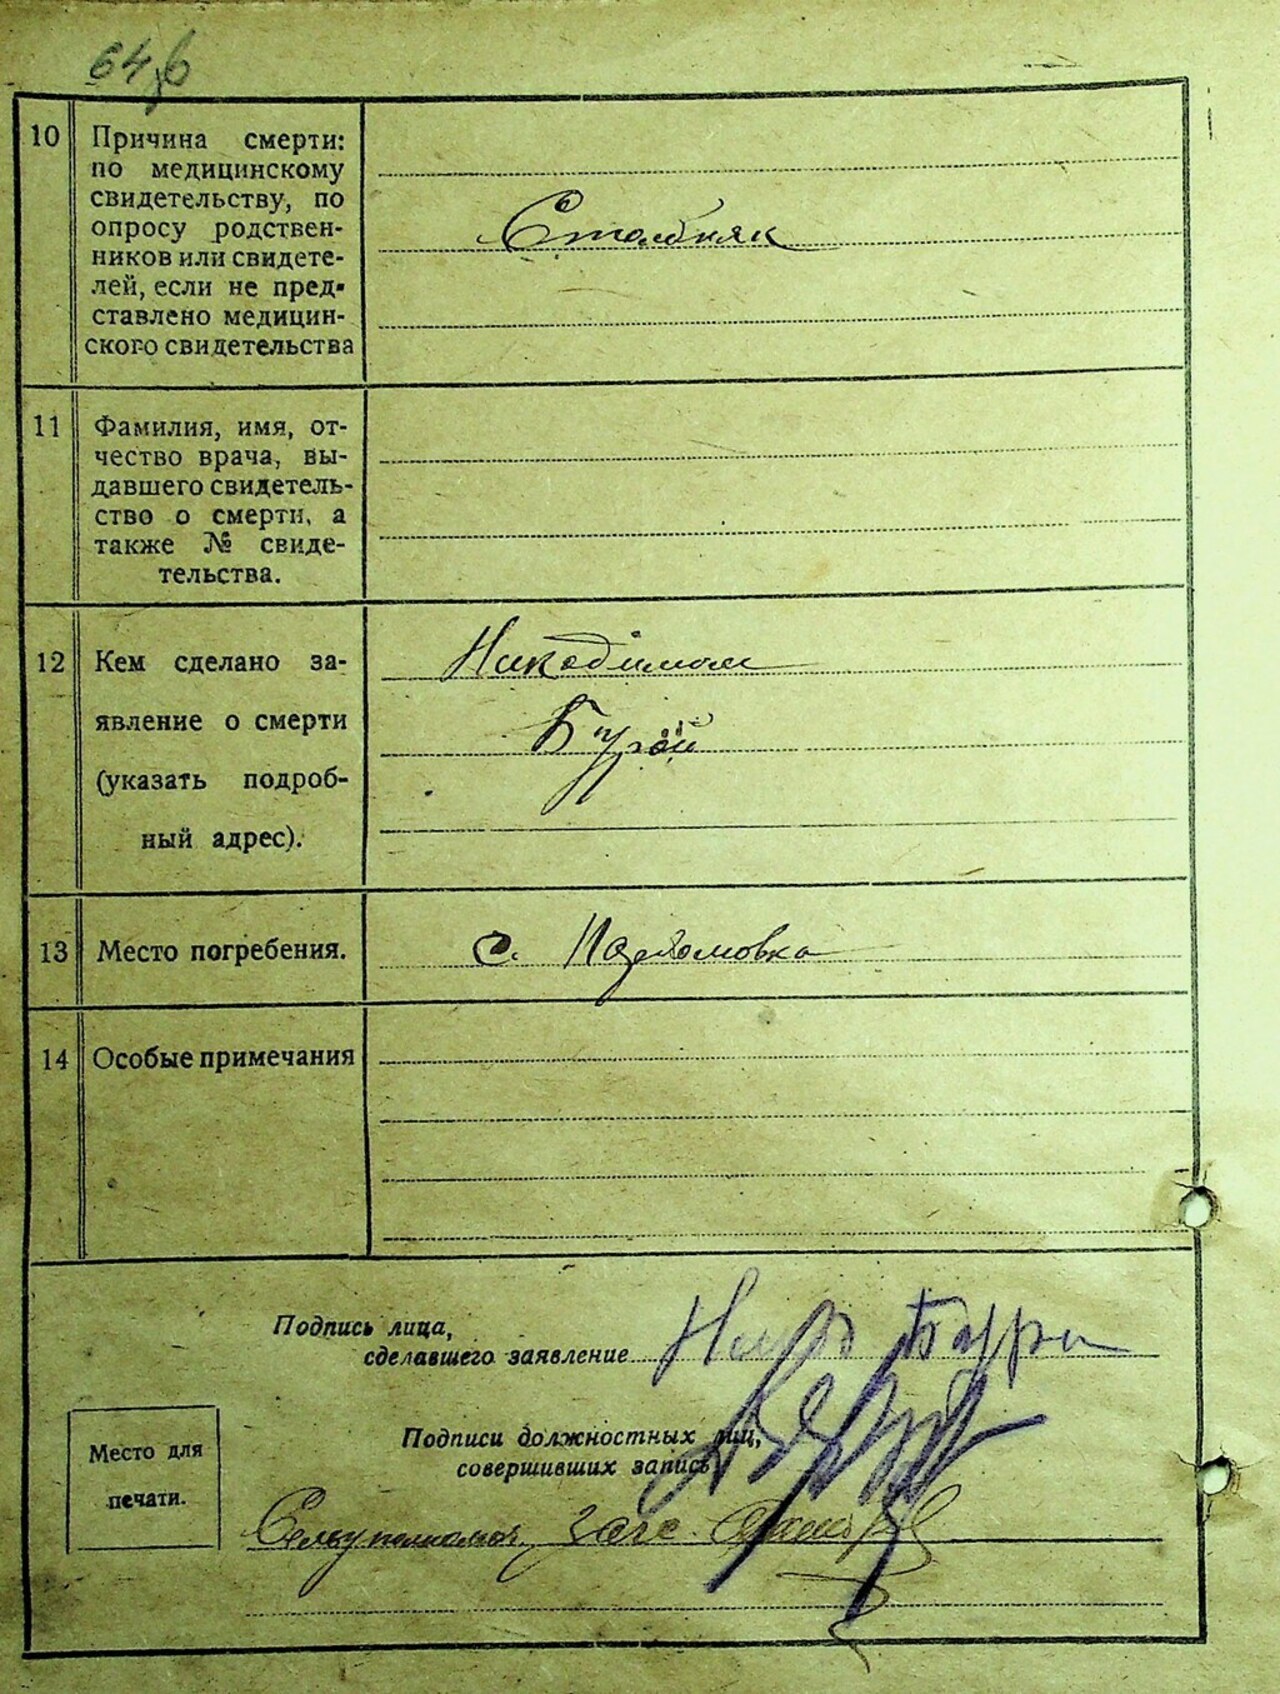 10 Причина смерти:
по медицинскому
свидетельству, по
опросу родствен-
ников или свидете-
лей, если не пред-
ставлено медицин-
ского свидетельства
Столбняк
11 Фамилия, имя, от-
чество врача, вы-
давшего свидетель-
ство о смерти, а
также № свиде-
тельства.
12 Кем сделано за-
явление о смерти
(указать подроб-
ный адрес).
Никодимом
13 Место погребения.
с.
14 Особые примечания
Подпись лица,
сделавшего заявление
Подписи должностных лиц,
совершивших запись
Место для
печати.
загс.